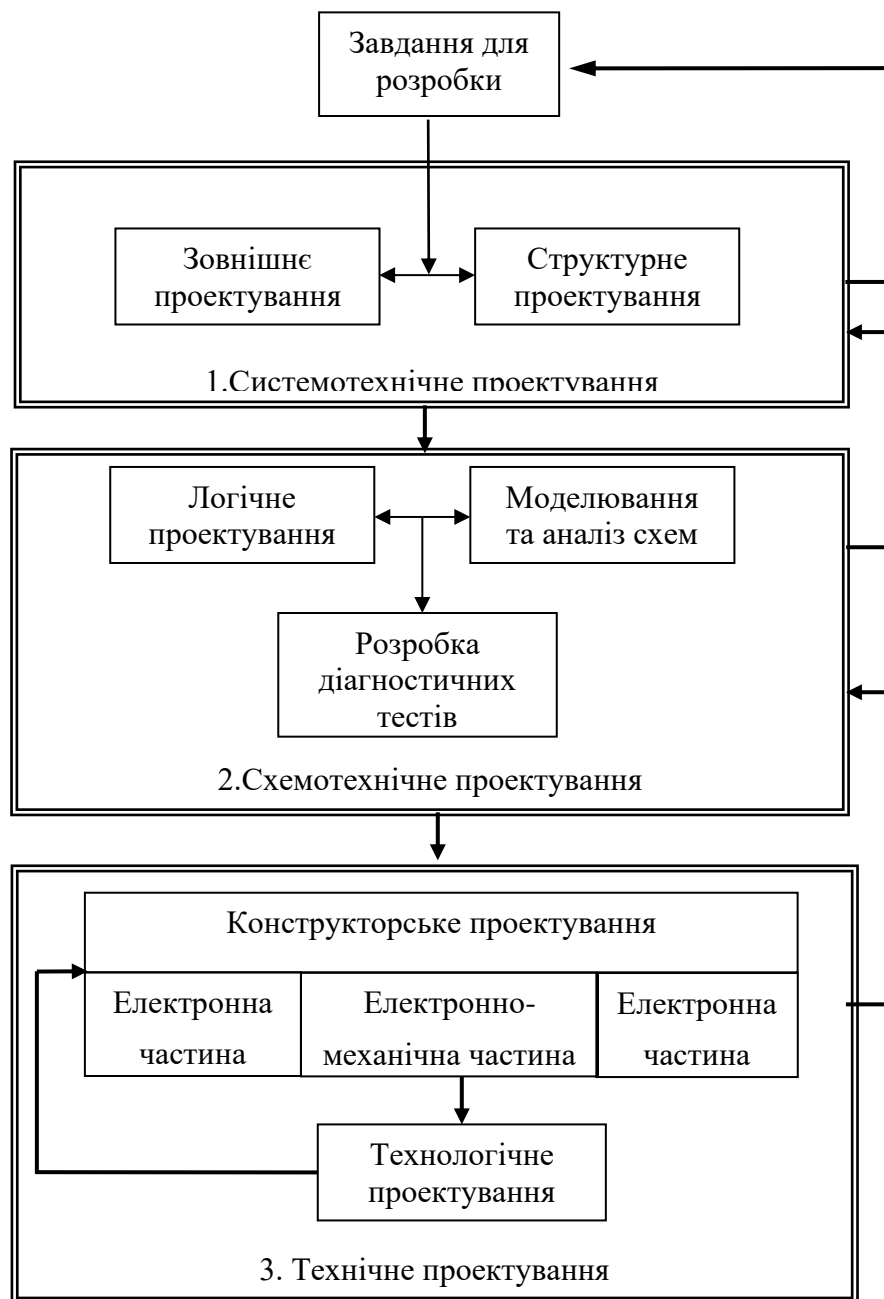 Завдання для
розробки
Зовнішнє
проектування
Структурне
проектування
1.Системотехнічне проектування
Логічне
проектування
Моделювання
та аналіз схем
Розробка
діагностичних
тестів
2.Схемотехнічне проектування
Конструкторське проектування
Електронна
частина
Електронно-
механічна частина
Електронна
частина
Технологічне
проектування
3. Технічне проектування